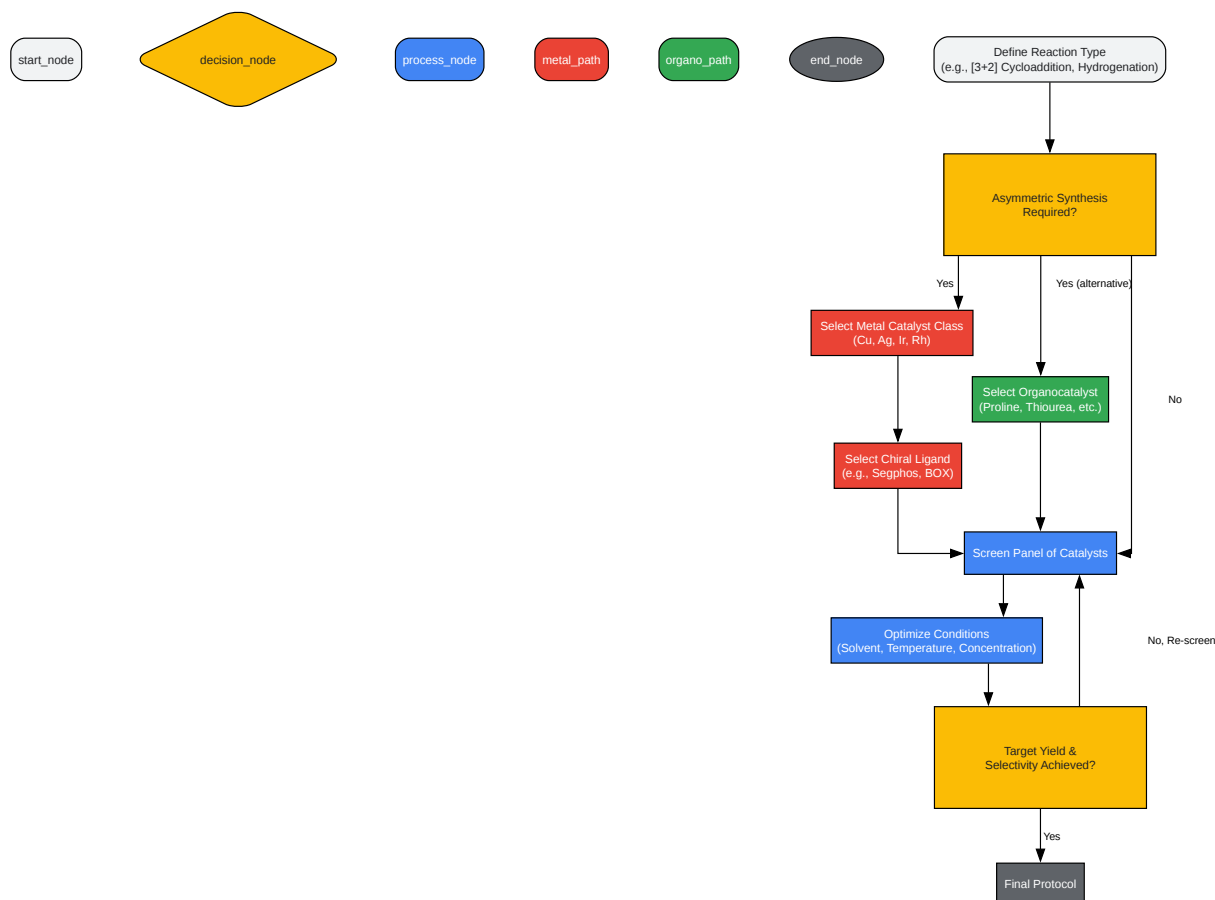 start_node
decision_node
process_node
metal_path
organo_path
end_node
Define Reaction Type
(e.g., [3+2] Cycloaddition, Hydrogenation)
Asymmetric Synthesis
Required?
Yes
Yes (alternative)
Select Metal Catalyst Class
(Cu, Ag, Ir, Rh)
Select Organocatalyst
(Proline, Thiourea, etc.)
No
Select Chiral Ligand
(e.g., Segphos, BOX)
Screen Panel of Catalysts
Optimize Conditions
(Solvent, Temperature, Concentration)
No, Re-screen
Target Yield &
Selectivity Achieved?
Yes
Final Protocol